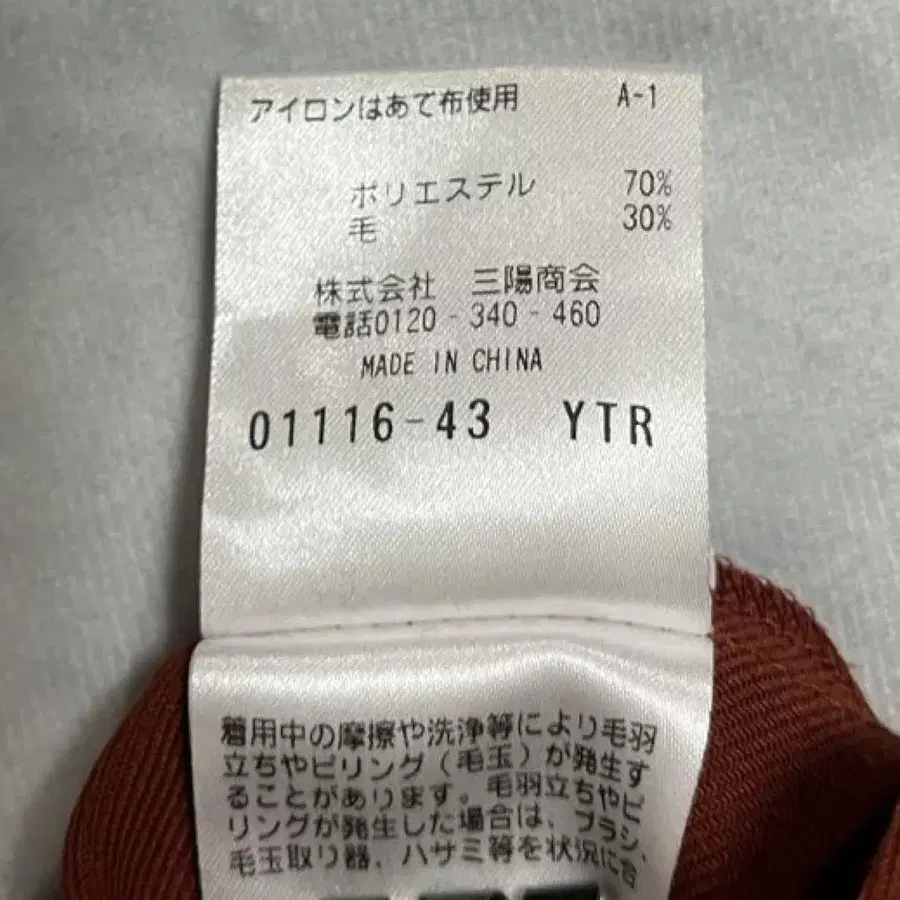 アイロンはあて布使用 A-1
ポリエステル 70%
毛 30%
株式会社 三陽商会
電話0120-340-460
MADE IN CHINA
01116-43 YTR
着用中の摩擦や洗浄等により毛羽
立ちやピリング(毛玉)が発生す
ることがあります。毛羽立ちやピ
リングが発生した場合は、ブラシ、
毛玉取り器、ハサミ等を状況に合